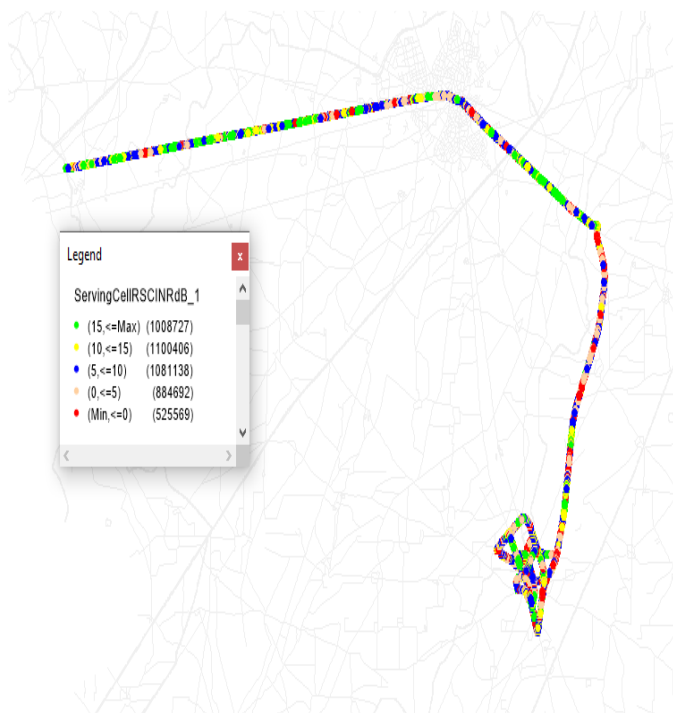 Legend
x
ServingCellRSCINRdB_1
(15,<=Max) (1008727)
(10,<=15) (1100406)
(5,<=10) (1081138)
(0,<=5) (884692)
(Min,<=0) (525569)